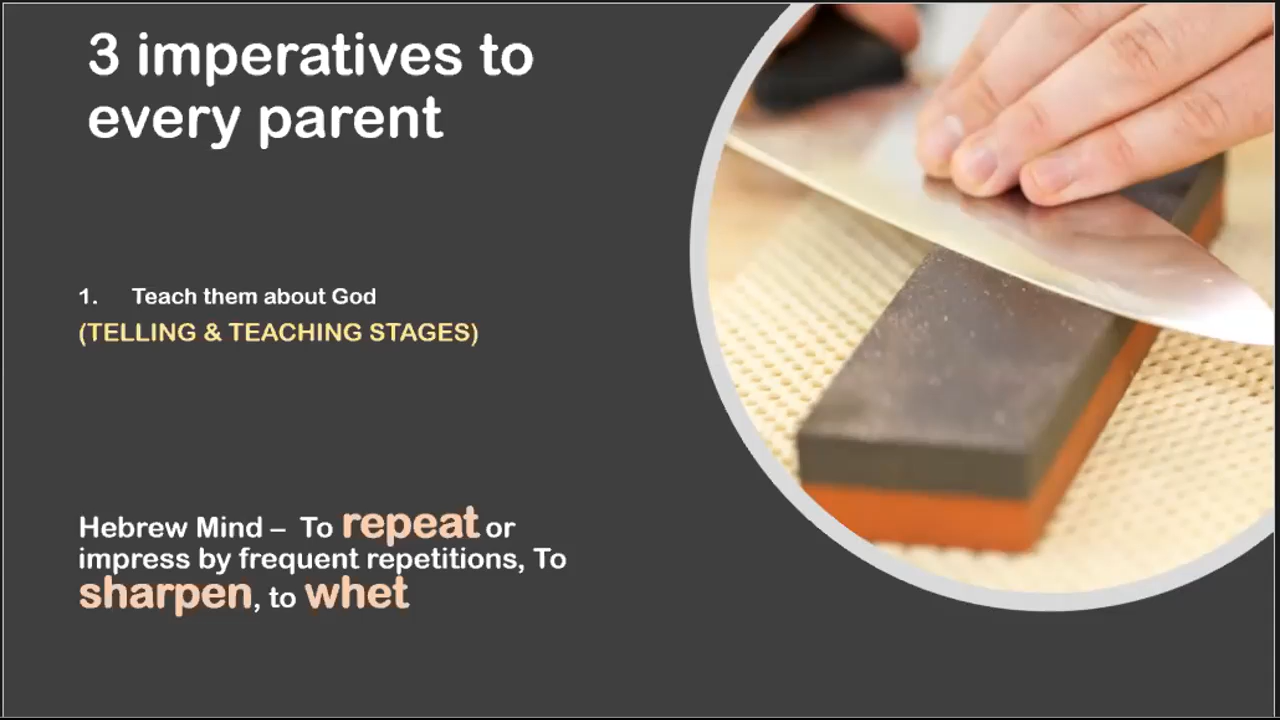 3 imperatives to
every parent
1. Teach them about God
(TELLING & TEACHING STAGES)
Hebrew Mind – To repeat or
impress by frequent repetitions, To
sharpen, to whet